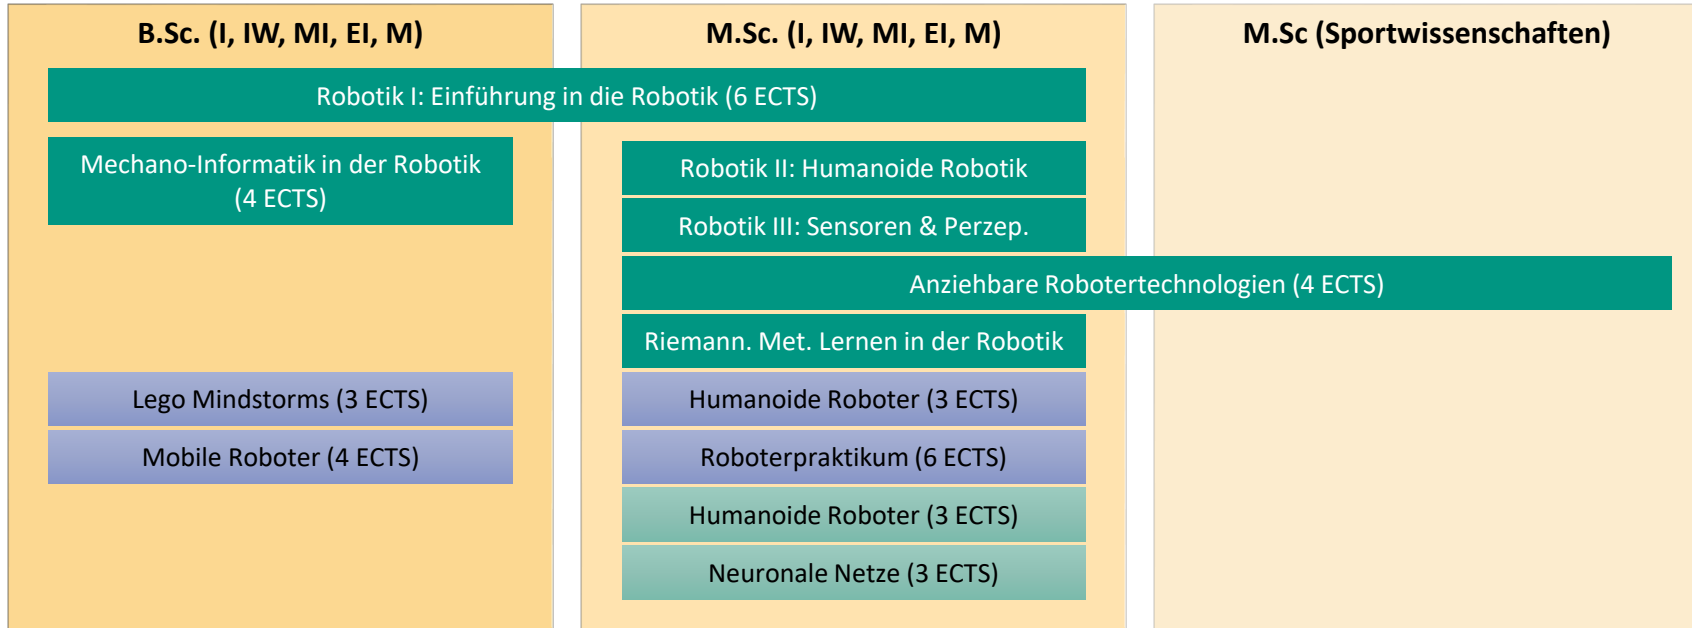 B.Sc. (I, IW, MI, EI, M)
M.Sc. (I, IW, MI, EI, M)
M.Sc (Sportwissenschaften)
Robotik I: Einführung in die Robotik (6 ECTS)
Mechano-Informatik in der Robotik
(4 ECTS)
Robotik II: Humanoide Robotik
Robotik III: Sensoren & Perzep.
Anziehbare Robotertechnologien (4 ECTS)
Riemann. Met. Lernen in der Robotik
Lego Mindstorms (3 ECTS)
Humanoide Roboter (3 ECTS)
Mobile Roboter (4 ECTS)
Roboterpraktikum (6 ECTS)
Humanoide Roboter (3 ECTS)
Neuronale Netze (3 ECTS)